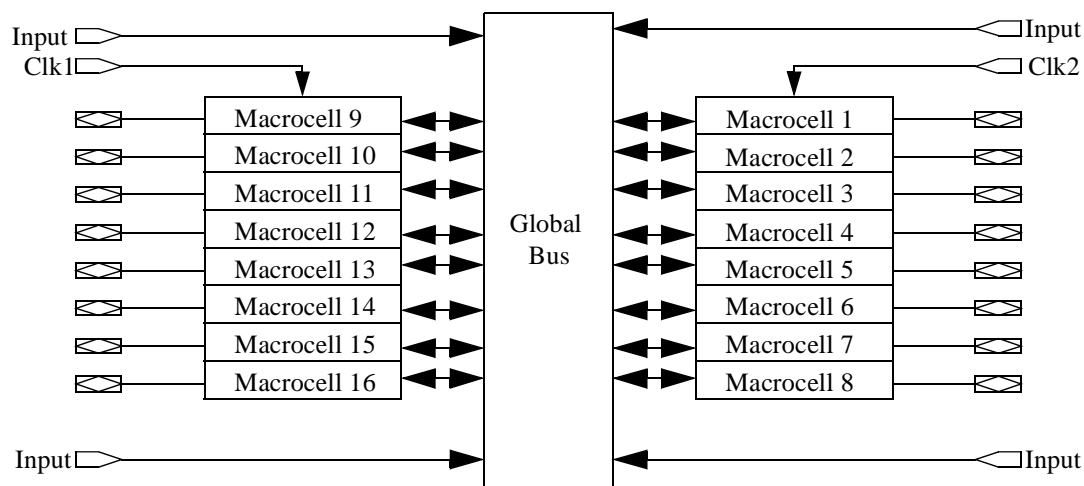 Input
Input
Clk1
Clk2
Macrocell 9
Macrocell 1
Macrocell 10
Macrocell 2
Macrocell 11
Macrocell 3
Global
Bus
Macrocell 12
Macrocell 4
Macrocell 13
Macrocell 5
Macrocell 14
Macrocell 6
Macrocell 15
Macrocell 7
Macrocell 16
Macrocell 8
Input
Input